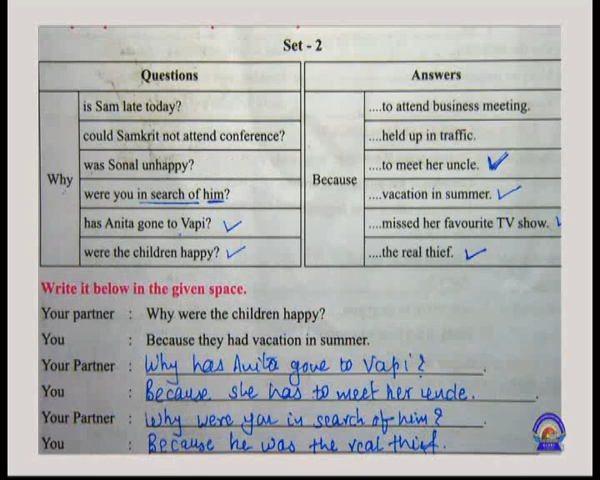 Set - 2
Questions Answers
Why Because
is Sam late today? ....to attend business meeting.
could Samkrit not attend conference? ....held up in traffic.
was Sonal unhappy? ....to meet her uncle.
were you in search of him? ....vacation in summer.
has Anita gone to Vapi? ....missed her favourite TV show.
were the children happy? ....the real thief.
Write it below in the given space.
Your partner : Why were the children happy?
You : Because they had vacation in summer.
Your Partner : Why has Anita gone to Vapi?
You : Because she has to meet her uncle.
Your Partner : Why were you in search of him?
You : Because he was the real thief.